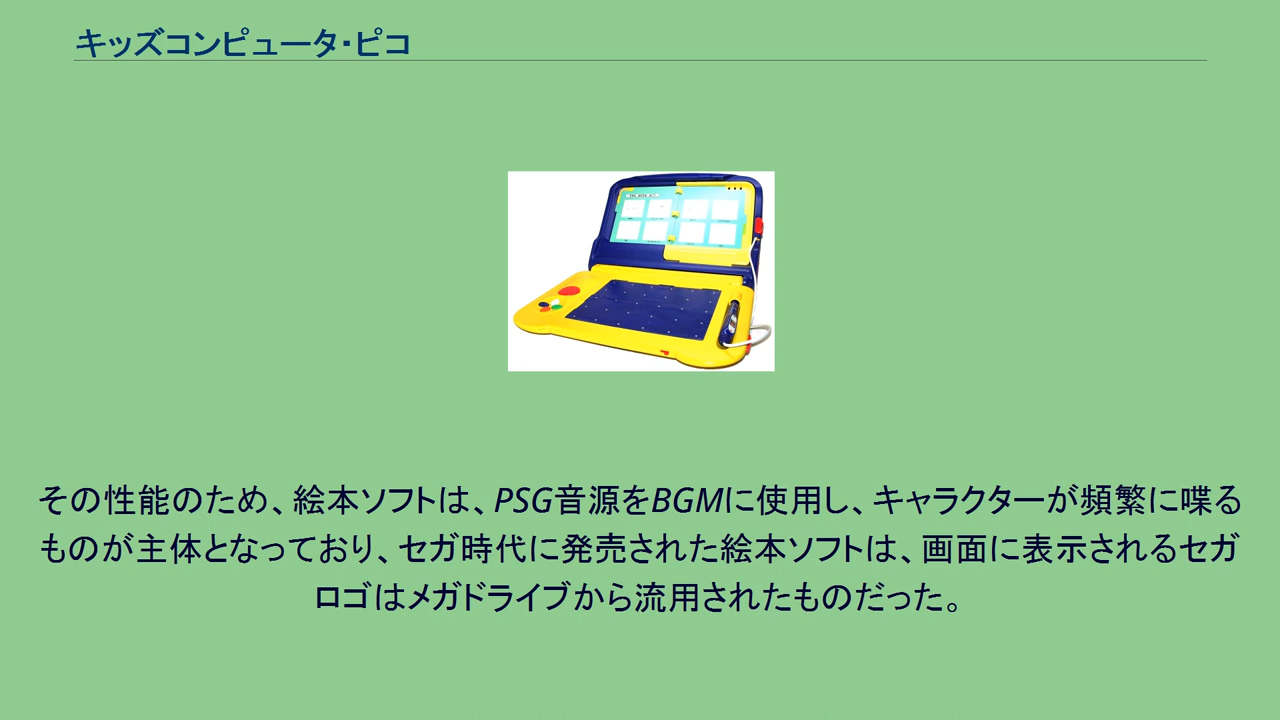 キッズコンピュータ・ピコ
その性能のため、絵本ソフトは、PSG音源をBGMに使用し、キャラクターが頻繁に喋る
ものが主体となっており、セガ時代に発売された絵本ソフトは、画面に表示されるセガ
ロゴはメガドライブから流用されたものだった。